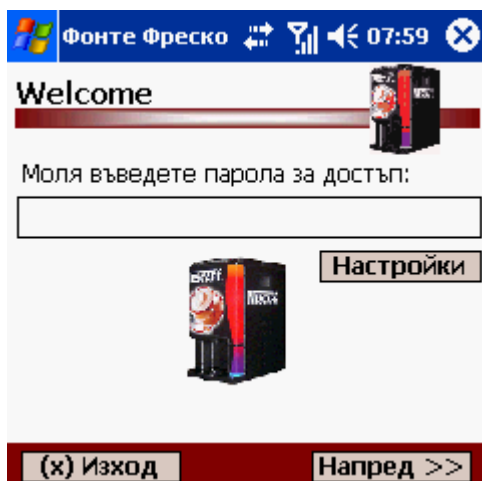 Фонте Фреско 07:59
Welcome
Моля въведете парола за достъп:
Настройки
(x) Изход
Напред >>